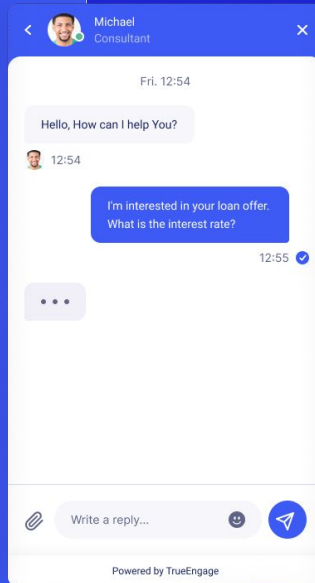 Michael
Consultant
Fri. 12:54
Hello, How can I help You?
12:54
I'm interested in your loan offer.
What is the interest rate?
12:55
Write a reply...
Powered by TrueEngage